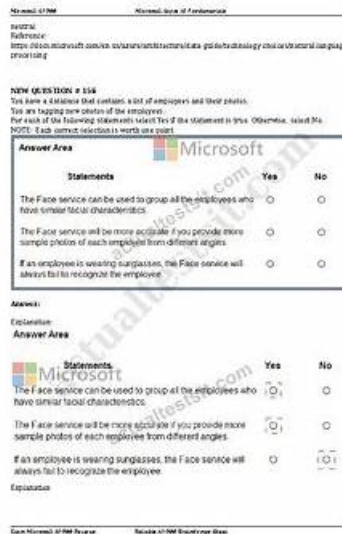 neutral
Reference:
NEW QUESTION # 156
You have a database that contains a list of employees and their photos.
You are tagging new photos of the employees.
For each of the following statements select Yes if the statement is true. Otherwise, select No.
NOTE: Each correct selection is worth one point.
Answer Area
Microsoft
Statements Yes No
The Face service can be used to group all the employees who
have similar facial characteristics.
The Face service will be more accurate if you provide more
sample photos of each employee from different angles.
If an employee is wearing sunglasses, the Face service will
always fail to recognize the employee.
Answer:
Explanation:
Answer Area
Microsoft
Statements Yes No
The Face service can be used to group all the employees who
have similar facial characteristics.
The Face service will be more accurate if you provide more
sample photos of each employee from different angles.
If an employee is wearing sunglasses, the Face service will
always fail to recognize the employee.
Explanation